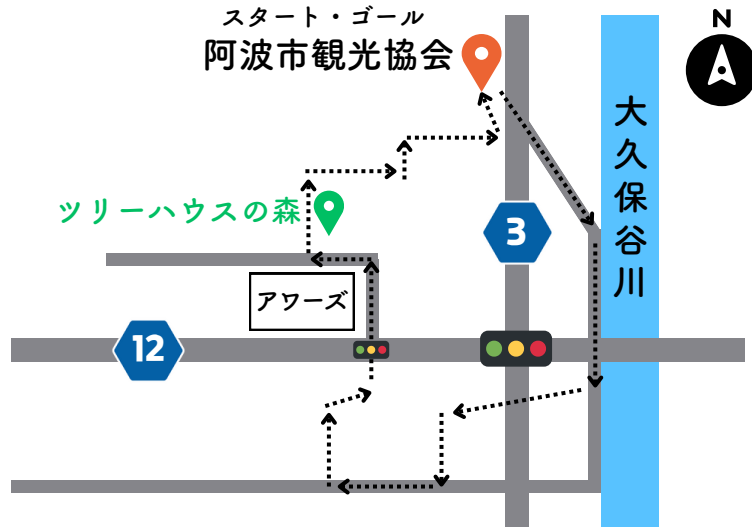 スタート・ゴール
阿波市観光協会
N
大久保谷川
ツリーハウスの森
3
アワーズ
12